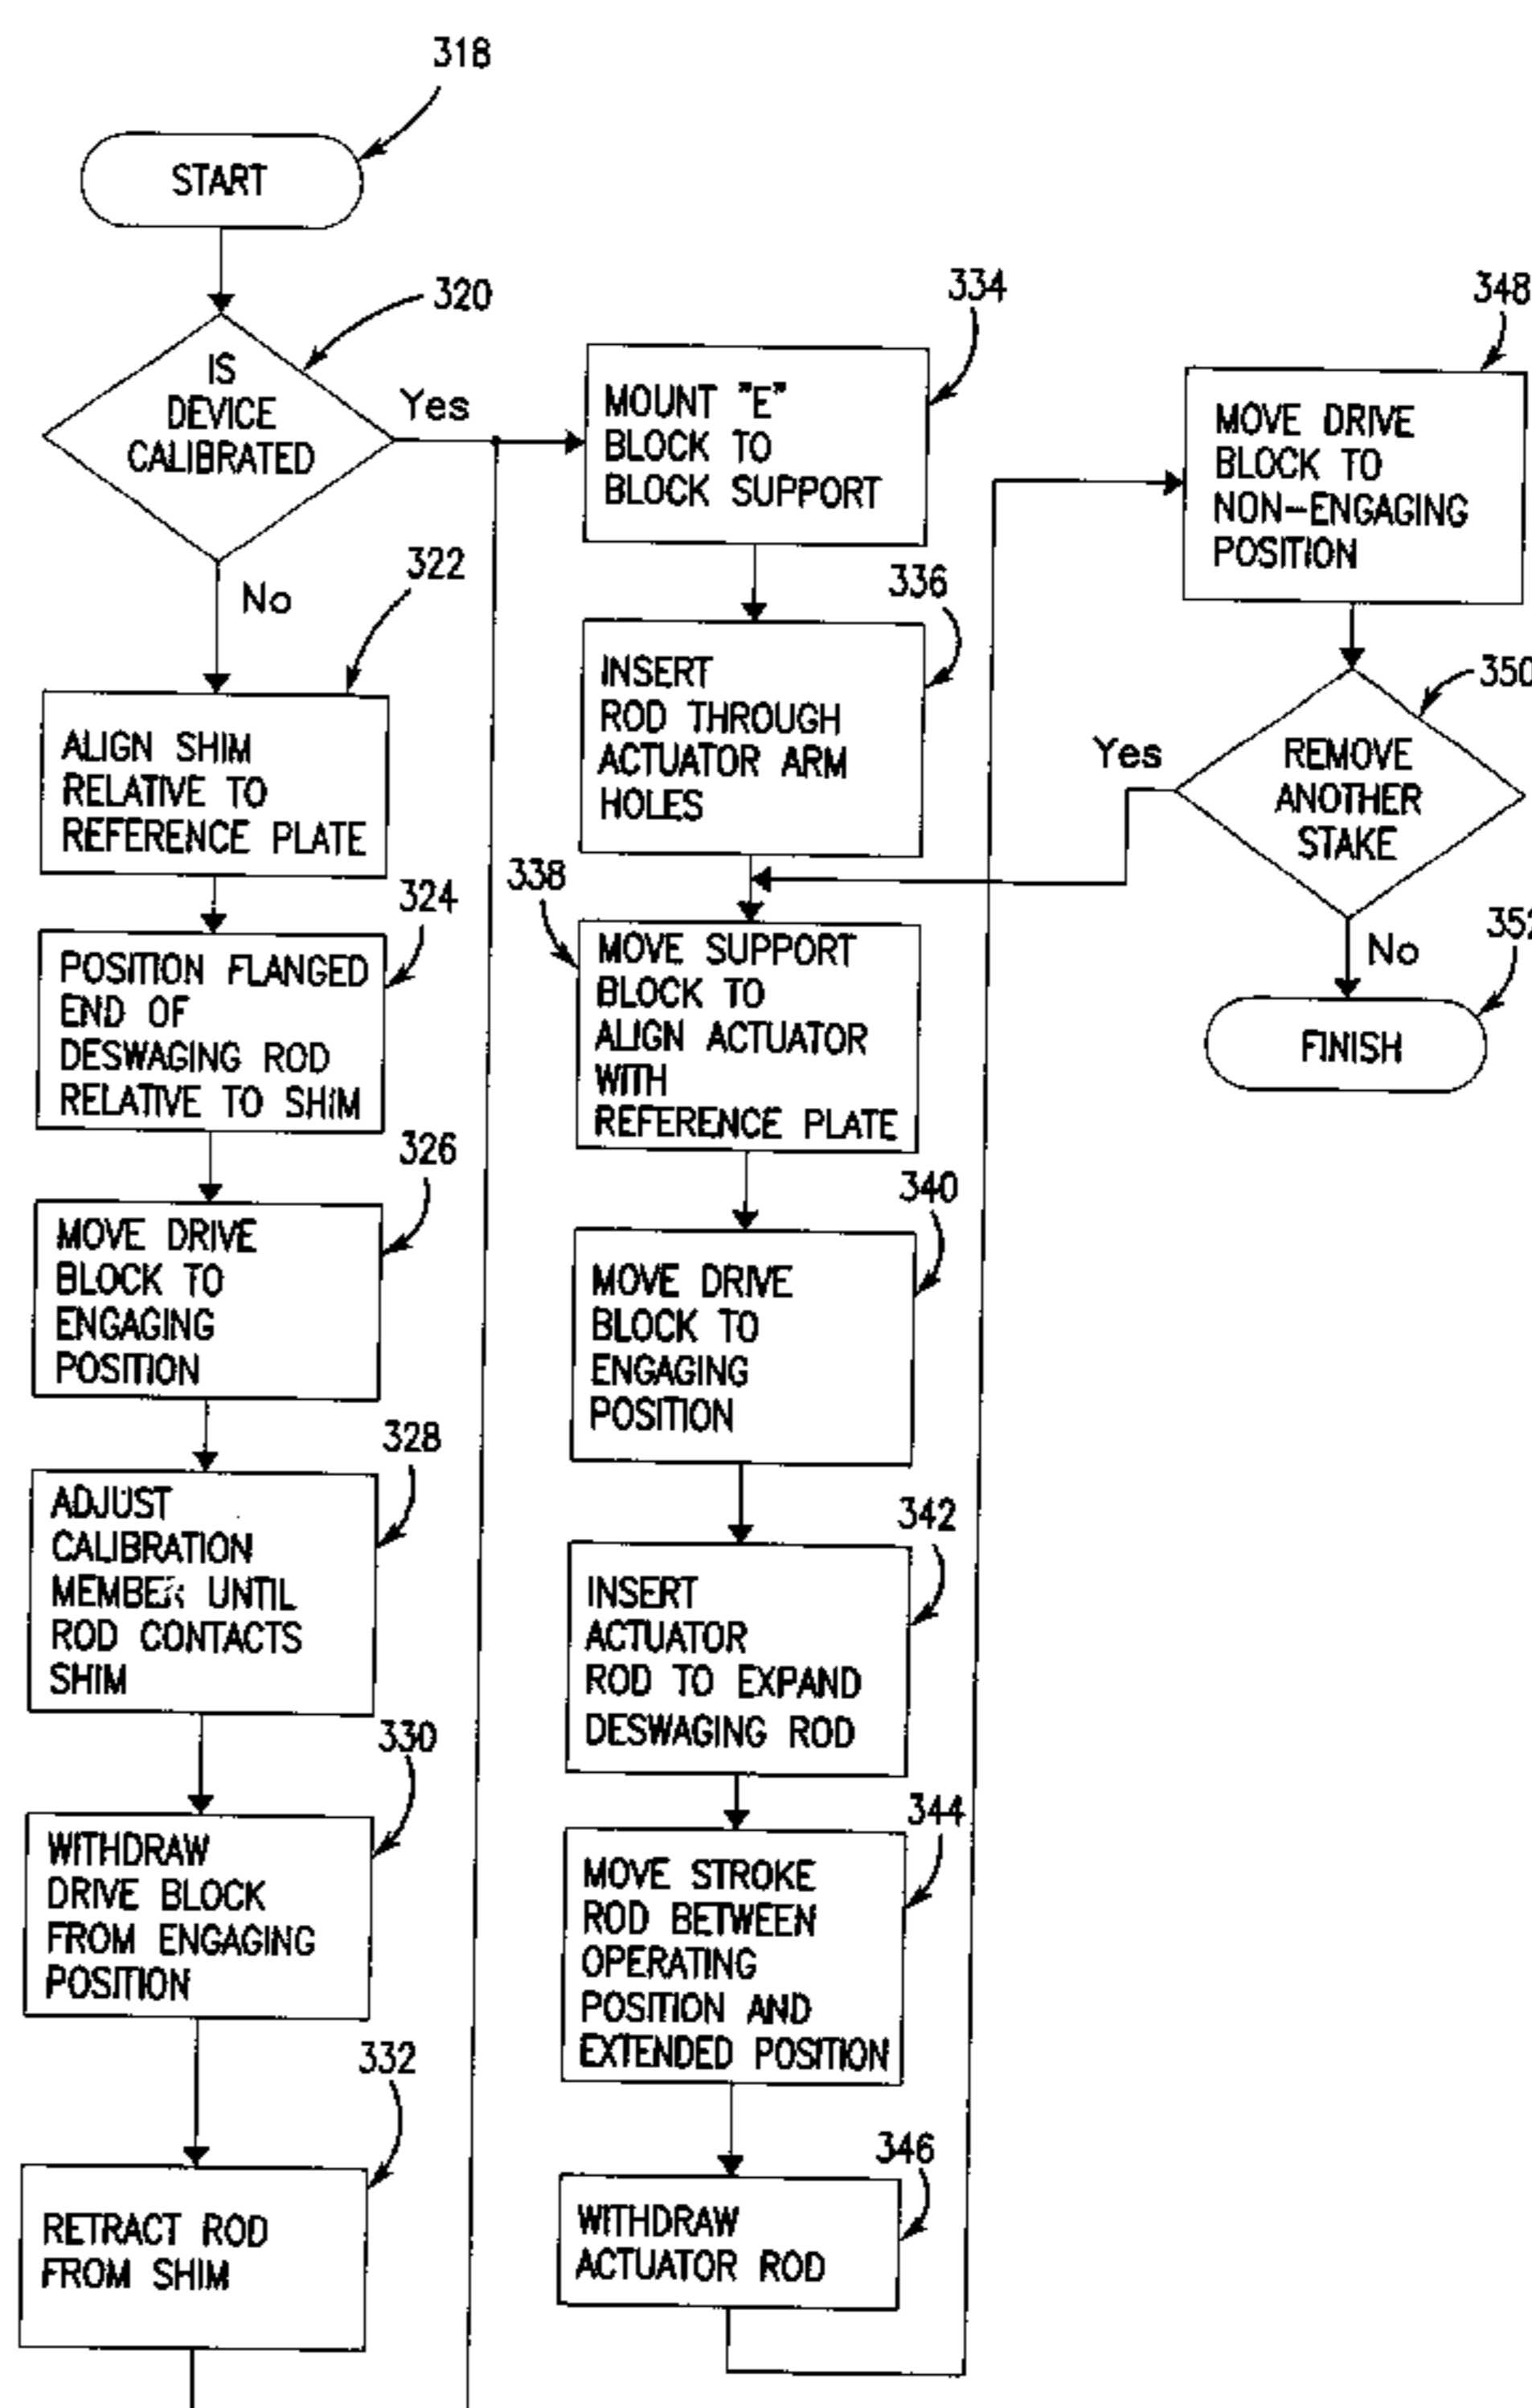 318
START
320
IS
DEVICE
CALIBRATED
Yes
No
322
ALIGN SHIM
RELATIVE TO
REFERENCE PLATE
324
POSITION FLANGED
END OF
DESWAGING ROD
RELATIVE TO SHIM
326
MOVE DRIVE
BLOCK TO
ENGAGING
POSITION
328
ADJUST
CALIBRATION
MEMBER UNTIL
ROD CONTACTS
SHIM
330
WITHDRAW
DRIVE BLOCK
FROM ENGAGING
POSITION
332
RETRACT ROD
FROM SHIM
334
MOUNT "E"
BLOCK TO
BLOCK SUPPORT
336
INSERT
ROD THROUGH
ACTUATOR ARM
HOLES
338
MOVE SUPPORT
BLOCK TO
ALIGN ACTUATOR
WITH
REFERENCE PLATE
340
MOVE DRIVE
BLOCK TO
ENGAGING
POSITION
342
INSERT
ACTUATOR
ROD TO EXPAND
DESWAGING ROD
344
MOVE STROKE
ROD BETWEEN
OPERATING
POSITION AND
EXTENDED POSITION
346
WITHDRAW
ACTUATOR ROD
348
MOVE DRIVE
BLOCK TO
NON-ENGAGING
POSITION
350
REMOVE
ANOTHER
STAKE
Yes
No
352
FINISH